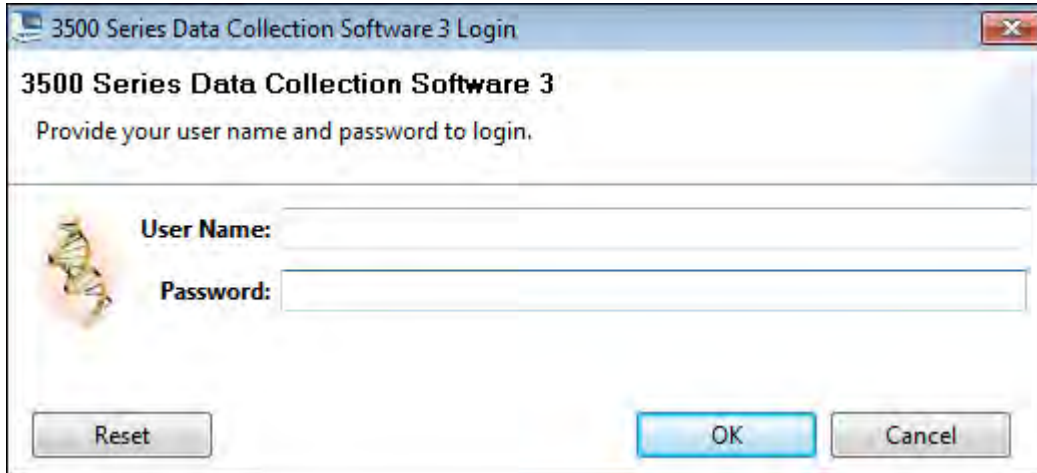 3500 Series Data Collection Software 3 Login
3500 Series Data Collection Software 3
Provide your user name and password to login.
User Name:
Password:
Reset OK Cancel